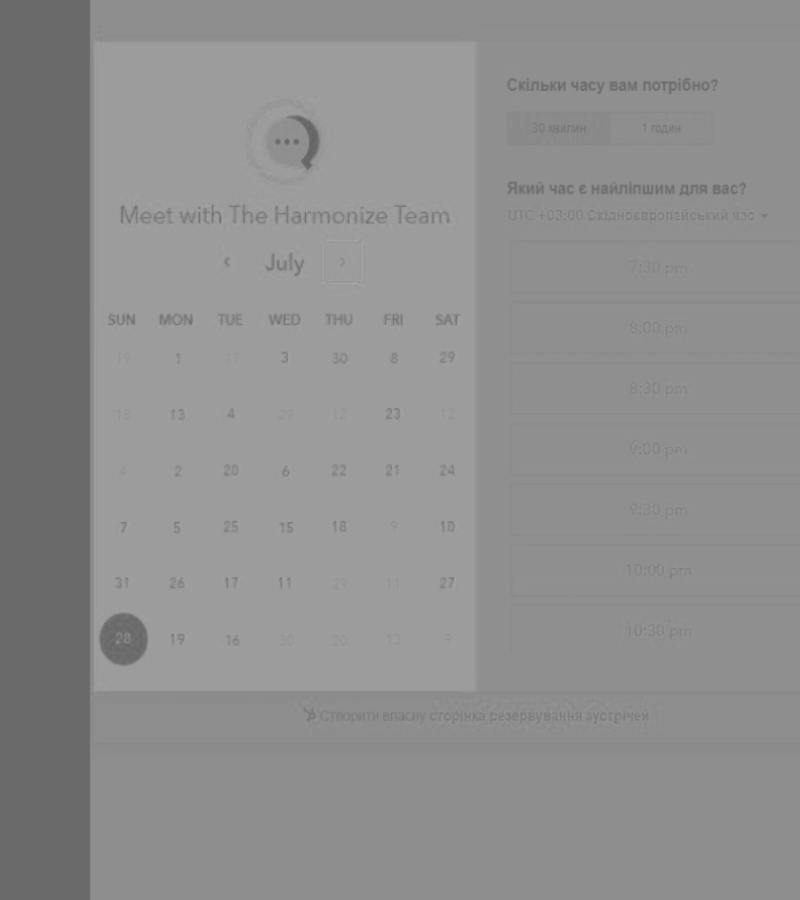 Meet with The Harmonize Team
‹ July ›
SUN MON TUE WED THU FRI SAT
19 1 17 3 30 8 29
18 13 4 29 12 23 12
4 2 20 6 22 21 24
7 5 25 15 18 9 10
31 26 17 11 29 11 27
28 19 16 30 20 13 9
Скільки часу вам потрібно?
30 хвилин 1 годин
Який час є найліпшим для вас?
UTC +03:00 Східноєвропейський час
7:30 pm
8:00 pm
8:30 pm
9:00 pm
9:30 pm
10:00 pm
10:30 pm
Створити власну сторінка резервування зустрічей